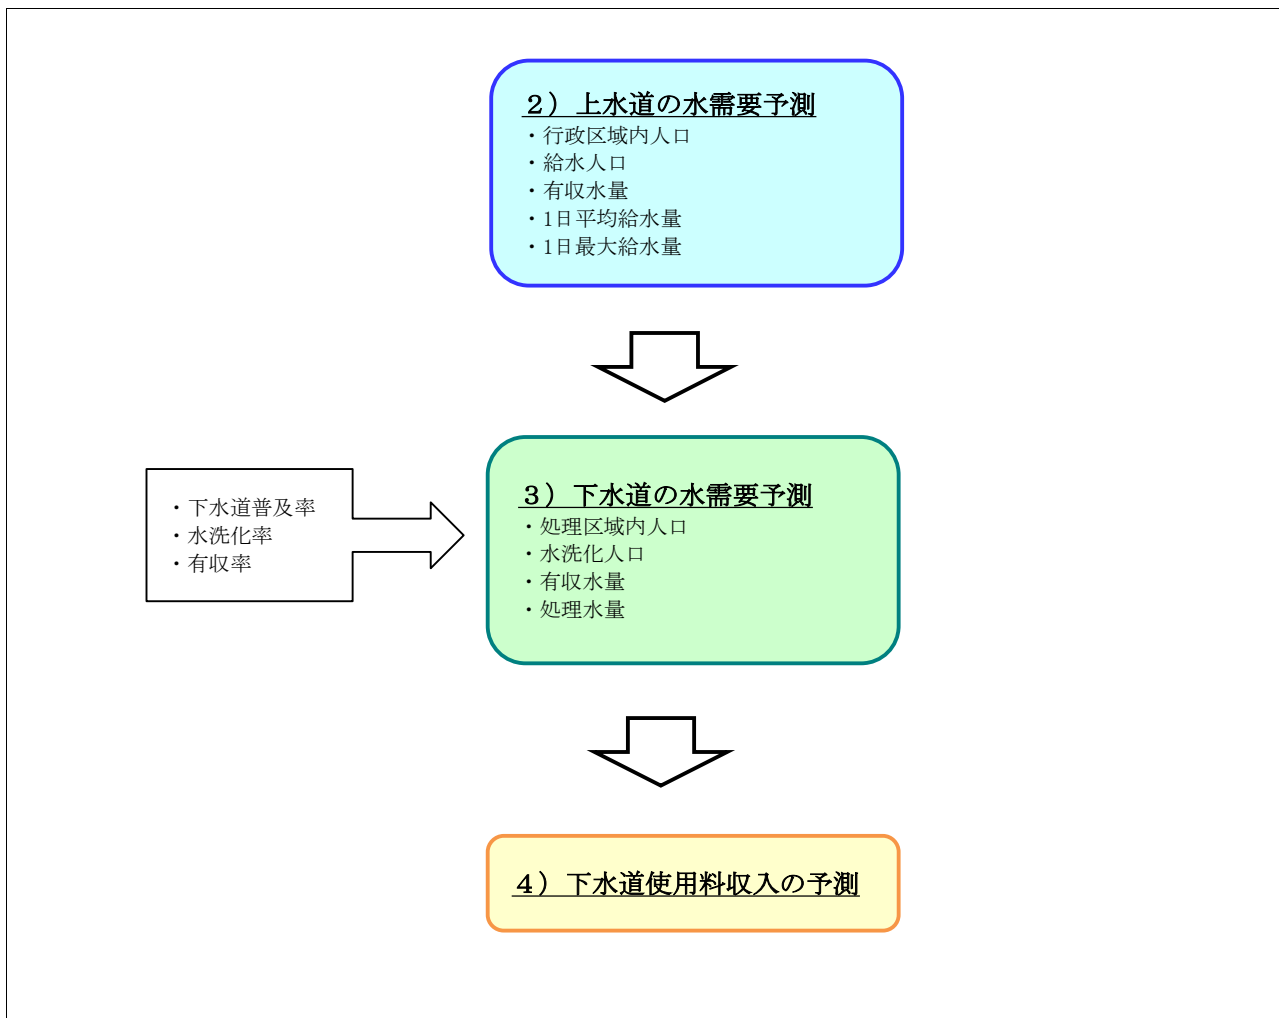 ２）上水道の水需要予測
・行政区域内人口
・給水人口
・有収水量
・1日平均給水量
・1日最大給水量
・下水道普及率
・水洗化率
・有収率
３）下水道の水需要予測
・処理区域内人口
・水洗化人口
・有収水量
・処理水量
４）下水道使用料収入の予測